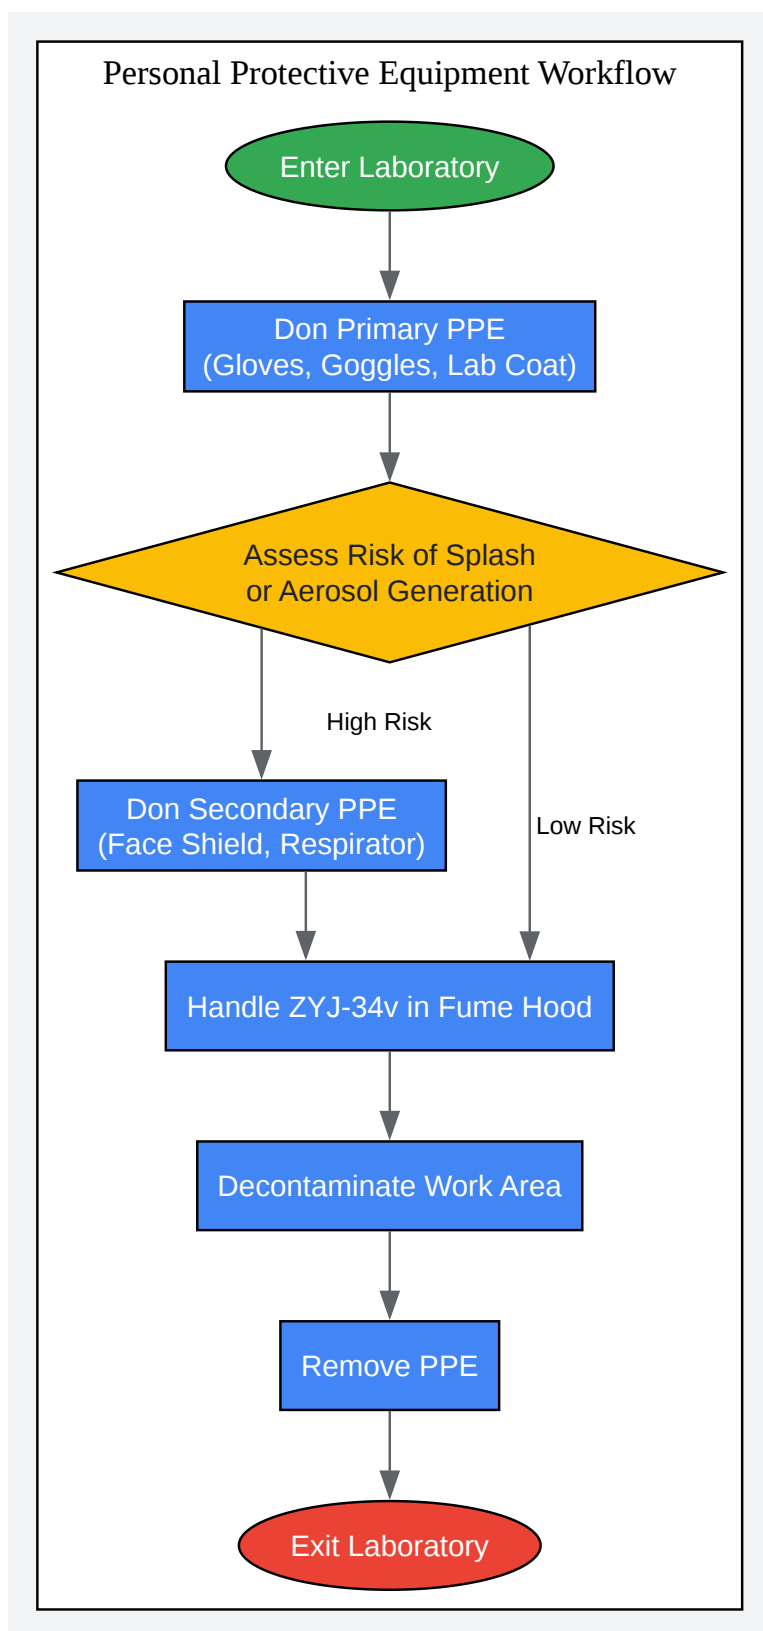 Personal Protective Equipment Workflow
Enter Laboratory
Don Primary PPE
(Gloves, Goggles, Lab Coat)
Assess Risk of Splash
or Aerosol Generation
High Risk
Don Secondary PPE
(Face Shield, Respirator)
Low Risk
Handle ZYJ-34v in Fume Hood
Decontaminate Work Area
Remove PPE
Exit Laboratory